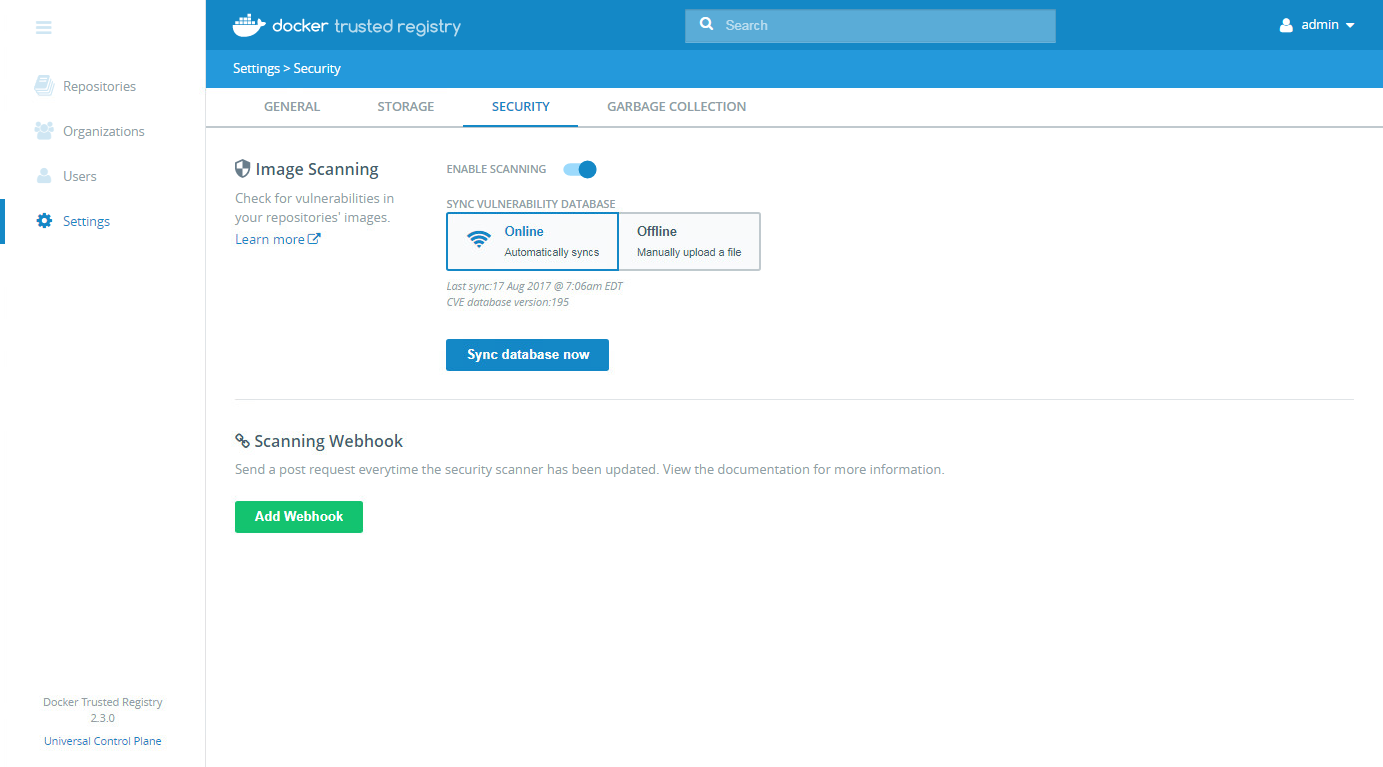 docker trusted registry
Search
admin
Settings > Security
Repositories
Organizations
Users
Settings
GENERAL
STORAGE
SECURITY
GARBAGE COLLECTION
Image Scanning
Check for vulnerabilities in
your repositories' images.
Learn more
ENABLE SCANNING
SYNC VULNERABILITY DATABASE
Online
Automatically syncs
Offline
Manually upload a file
Last sync:17 Aug 2017 @ 7:06am EDT
CVE database version:195
Sync database now
Scanning Webhook
Send a post request everytime the security scanner has been updated. View the documentation for more information.
Add Webhook
Docker Trusted Registry
2.3.0
Universal Control Plane